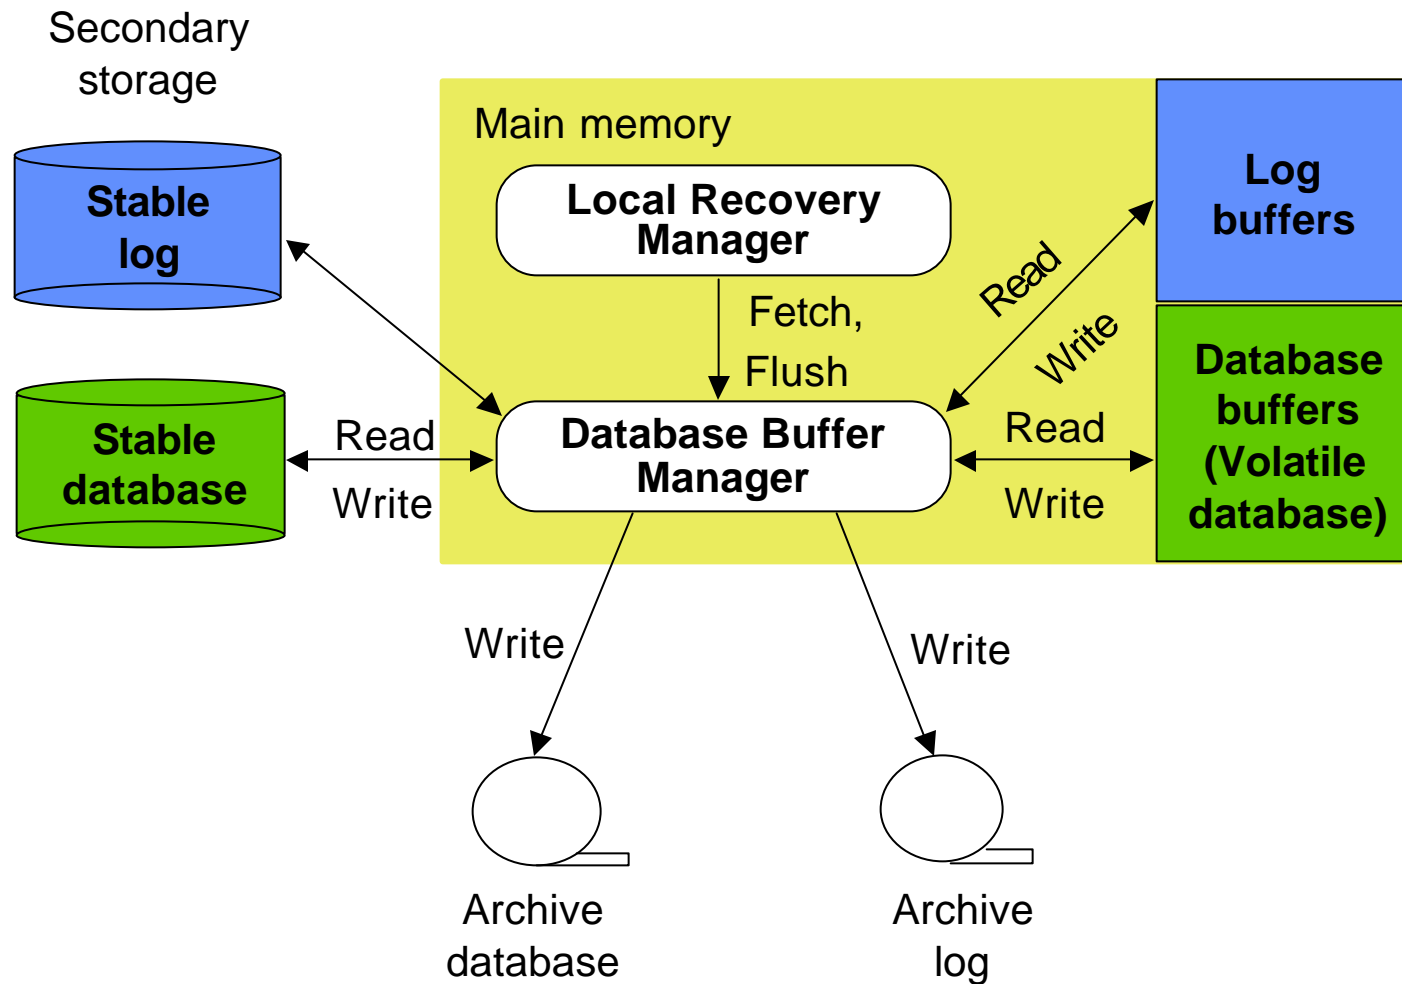 Secondary
storage
Main memory
Stable
log
Local Recovery
Manager
Log
buffers
Fetch,
Flush
Read
Write
Stable
database
Read
Write
Database Buffer
Manager
Read
Write
Database
buffers
(Volatile
database)
Write
Write
Archive
database
Archive
log